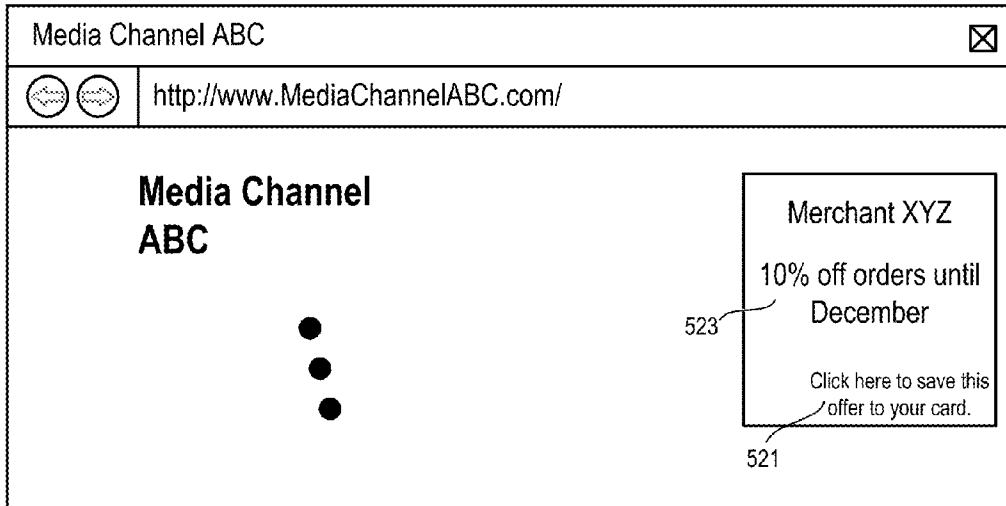 Media Channel ABC
http://www.MediaChannelABC.com/
Media Channel
ABC
Merchant XYZ
10% off orders until
December
523
Click here to save this
offer to your card.
521